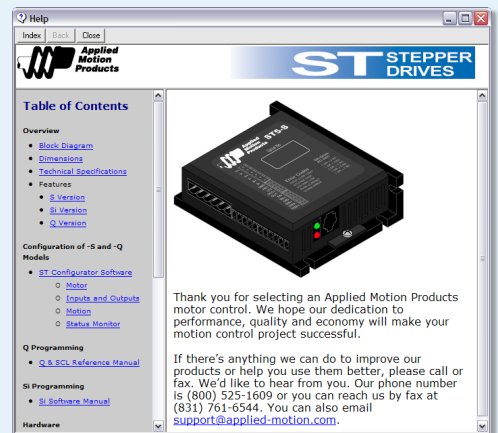 Help
Index Back Close
Applied
Motion
Products
ST STEPPER
DRIVES
Table of Contents
Overview
Block Diagram
Dimensions
Technical Specifications
Features
S Version
Si Version
Q Version
Configuration of -S and -Q
Models
ST Configurator Software
Motor
Inputs and Outputs
Motion
Status Monitor
Q Programming
Q & SCL Reference Manual
Si Programming
Si Software Manual
Hardware
Applied
Motion
Products
ST5-S
Error Codes
Thank you for selecting an Applied Motion Products
motor control. We hope our dedication to
performance, quality and economy will make your
motion control project successful.
If there's anything we can do to improve our
products or help you use them better, please call or
fax. We'd like to hear from you. Our phone number
is (800) 525-1609 or you can reach us by fax at
(831) 761-6544. You can also email
support@applied-motion.com.